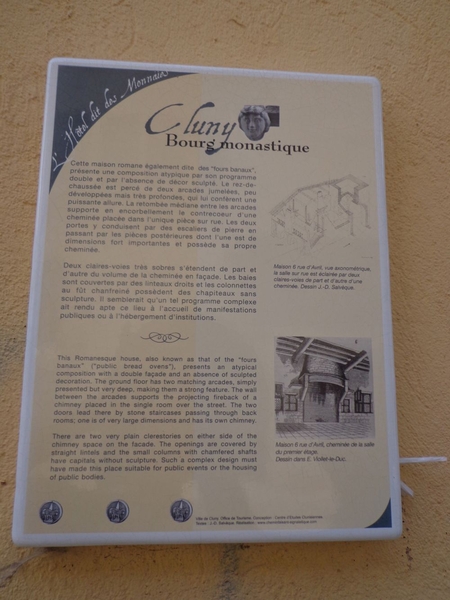 L'Hôtel dit des Monnaies
Cluny
Bourg monastique
Cette maison romane également dite des "fours banaux",
présente une composition atypique par son programme
double et par l'absence de décor sculpté. Le rez-de-
chaussée est percé de deux arcades jumelées, peu
développées mais très profondes, qui lui confèrent une
puissante allure. La retombée médiane entre les arcades
supporte en encorbellement le contrecoeur d'une
cheminée placée dans l'unique pièce sur rue. Les deux
portes y conduisent par des escaliers de pierre en
passant par les pièces postérieures dont l'une est de
dimensions fort importantes et possède sa propre
cheminée.
Deux claires-voies très sobres s'étendent de part et
d'autre du volume de la cheminée en façade. Les baies
sont couvertes par des linteaux droits et les colonnettes
au fût chanfreiné possèdent des chapiteaux sans
sculpture. Il semblerait qu'un tel programme complexe
ait rendu apte ce lieu à l'accueil de manifestations
publiques ou à l'hébergement d'institutions.
Maison 6 rue d'Avril, vue axonométrique,
la salle sur rue est éclairée par deux
claires-voies de part et d'autre d'une
cheminée. Dessin J.-D. Salvèque.
This Romanesque house, also known as that of the "fours
banaux" ("public bread ovens"), presents an atypical
composition with a double façade and an absence of sculpted
decoration. The ground floor has two matching arcades, simply
presented but very deep, making them a strong feature. The wall
between the arcades supports the projecting fireback of a
chimney placed in the single room over the street. The two
doors lead there by stone staircases passing through back
rooms; one is of very large dimensions and has its own chimney.
There are two very plain clerestories on either side of the
chimney space on the facade. The openings are covered by
straight lintals and the small columns with chamfered shafts
have capitals without sculpture. Such a complex design must
have made this place suitable for public events or the housing
of public bodies.
Maison 6 rue d'Avril, cheminée de la salle
du premier étage.
Dessin dans E. Viollet-le-Duc.
Ville de Cluny, Office de Tourisme, Conception : Centre d'Études Clunisiennes
Textes : J.-D. Salvèque. Réalisation :